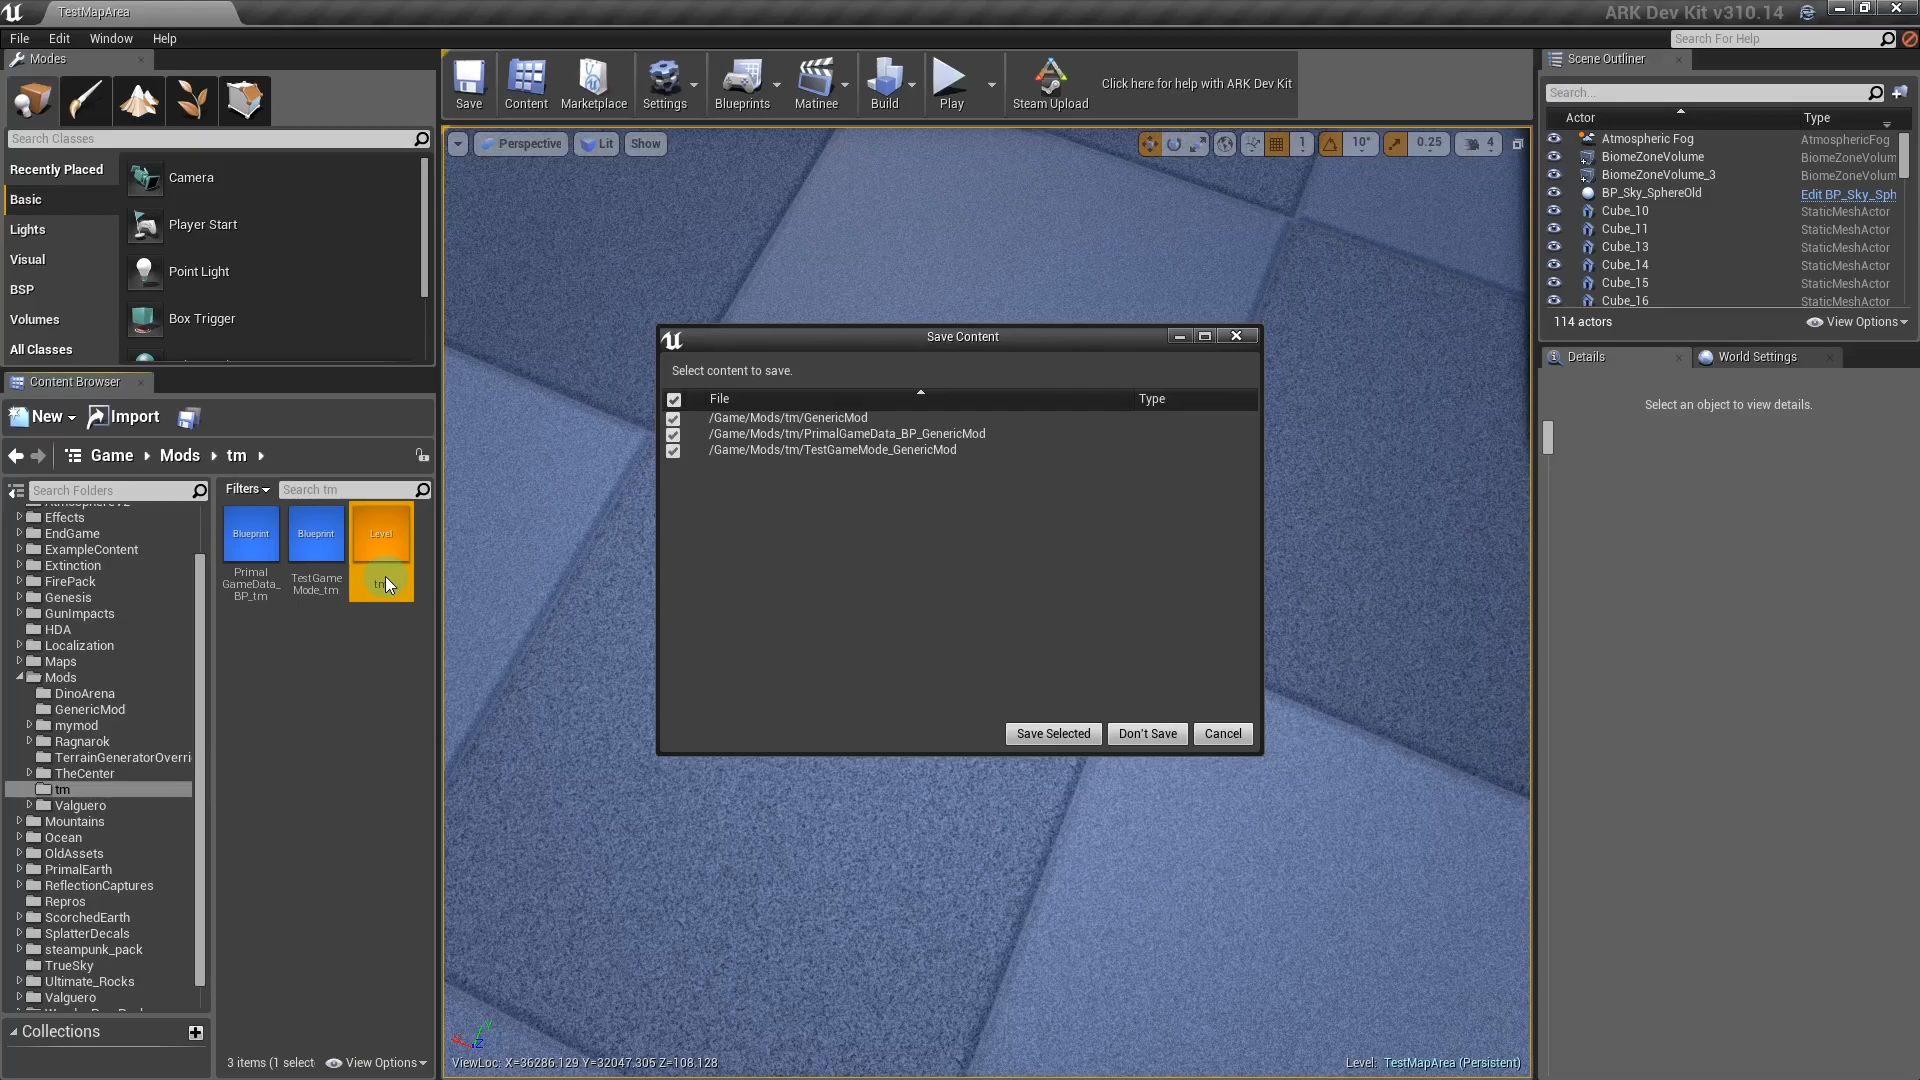 TestMapArea
ARK Dev Kit v310.14
File Edit Window Help
Search For Help
Modes
Search Classes
Recently Placed
Basic
Lights
Visual
BSP
Volumes
All Classes
Camera
Player Start
Point Light
Box Trigger
Save
Content
Marketplace
Settings
Blueprints
Matinee
Build
Play
Steam Upload
Click here for help with ARK Dev Kit
Perspective
Lit
Show
1
10°
0.25
4
Scene Outliner
Search...
Actor Type
Atmospheric Fog AtmosphericFog
BiomeZoneVolume BiomeZoneVolum
BiomeZoneVolume_3 BiomeZoneVolum
BP_Sky_SphereOld Edit BP_Sky_Sph
Cube_10 StaticMeshActor
Cube_11 StaticMeshActor
Cube_13 StaticMeshActor
Cube_14 StaticMeshActor
Cube_15 StaticMeshActor
Cube_16 StaticMeshActor
114 actors
View Options
Details
World Settings
Select an object to view details.
Content Browser
New
Import
Game Mods tm
Search Folders
Effects
EndGame
ExampleContent
Extinction
FirePack
Genesis
GunImpacts
HDA
Localization
Maps
Mods
DinoArena
GenericMod
mymod
Ragnarok
TerrainGeneratorOverri
TheCenter
tm
Valguero
Mountains
Ocean
OldAssets
PrimalEarth
ReflectionCaptures
Repros
ScorchedEarth
SplatterDecals
steampunk_pack
TrueSky
Ultimate_Rocks
Valguero
Collections
Filters
Search tm
Blueprint
Primal
GameData_
BP_tm
Blueprint
TestGame
Mode_tm
Level
3 items (1 select
View Options
Save Content
Select content to save.
File Type
/Game/Mods/tm/GenericMod
/Game/Mods/tm/PrimalGameData_BP_GenericMod
/Game/Mods/tm/TestGameMode_GenericMod
Save Selected
Don't Save
Cancel
ViewLoc: X=36286.129 Y=32047.305 Z=108.128
Level: TestMapArea (Persistent)